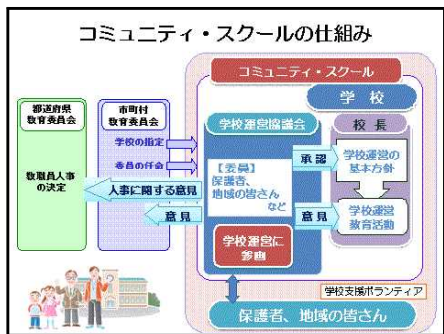 コミュニティ・スクールの仕組み
コミュニティ・スクール
学校
都道府県
教育委員会
教職員人事
の決定
市町村
教育委員会
学校の指定
委員の任命
人事に関する意見
意見
学校運営協議会
【委員】
保護者、
地域の皆さん
など
学校運営に
参画
承認
意見
校長
学校運営の
基本方針
学校運営
教育活動
学校支援ボランティア
保護者、地域の皆さん